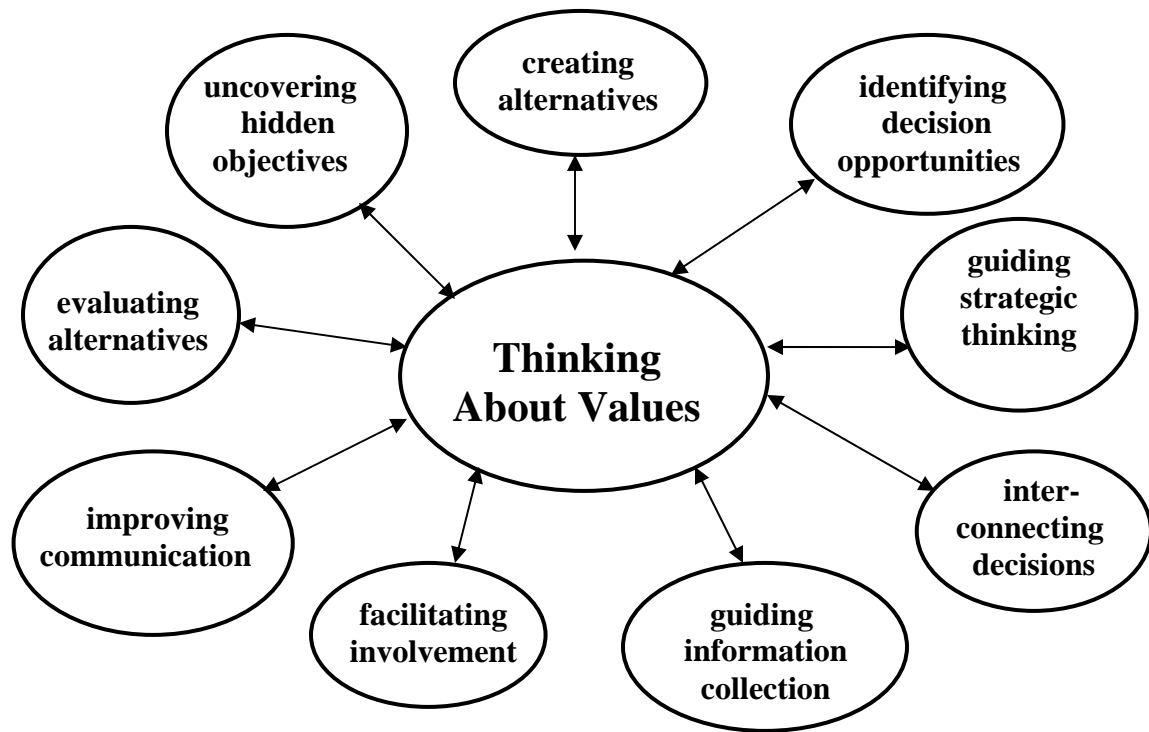 creating
alternatives
uncovering
hidden
objectives
identifying
decision
opportunities
guiding
strategic
thinking
evaluating
alternatives
Thinking
About Values
improving
communication
inter-
connecting
decisions
facilitating
involvement
guiding
information
collection